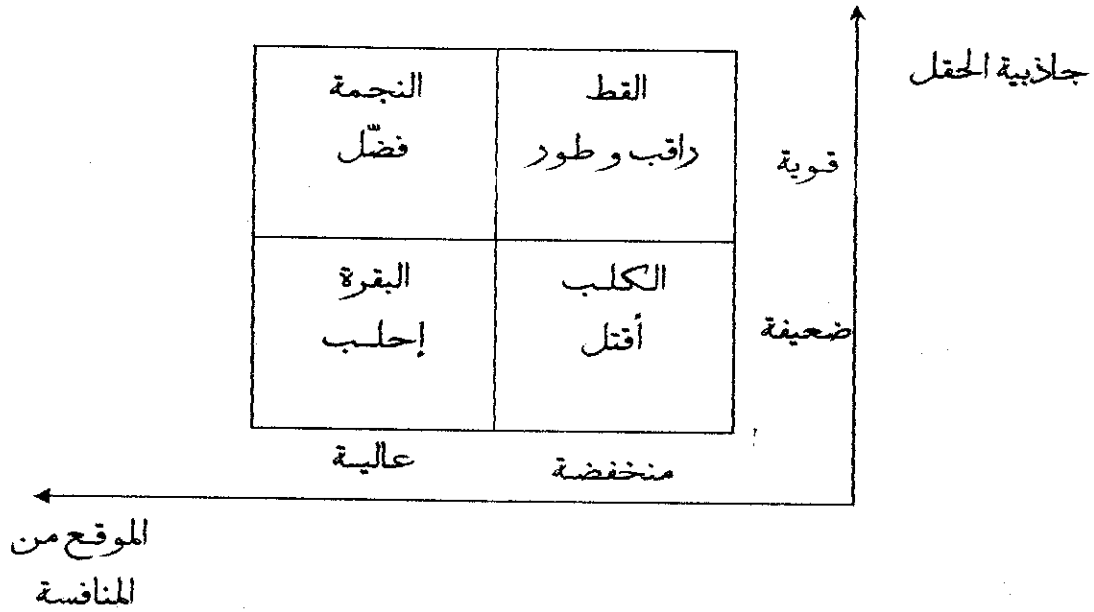 جاذبية الحقل
القط
النجمة
راقب و طور
فضّل
قوية
الكلب
البقرة
أقتل
إحلب
ضعيفة
منخفضة
عالية
الموقع من
المنافسة